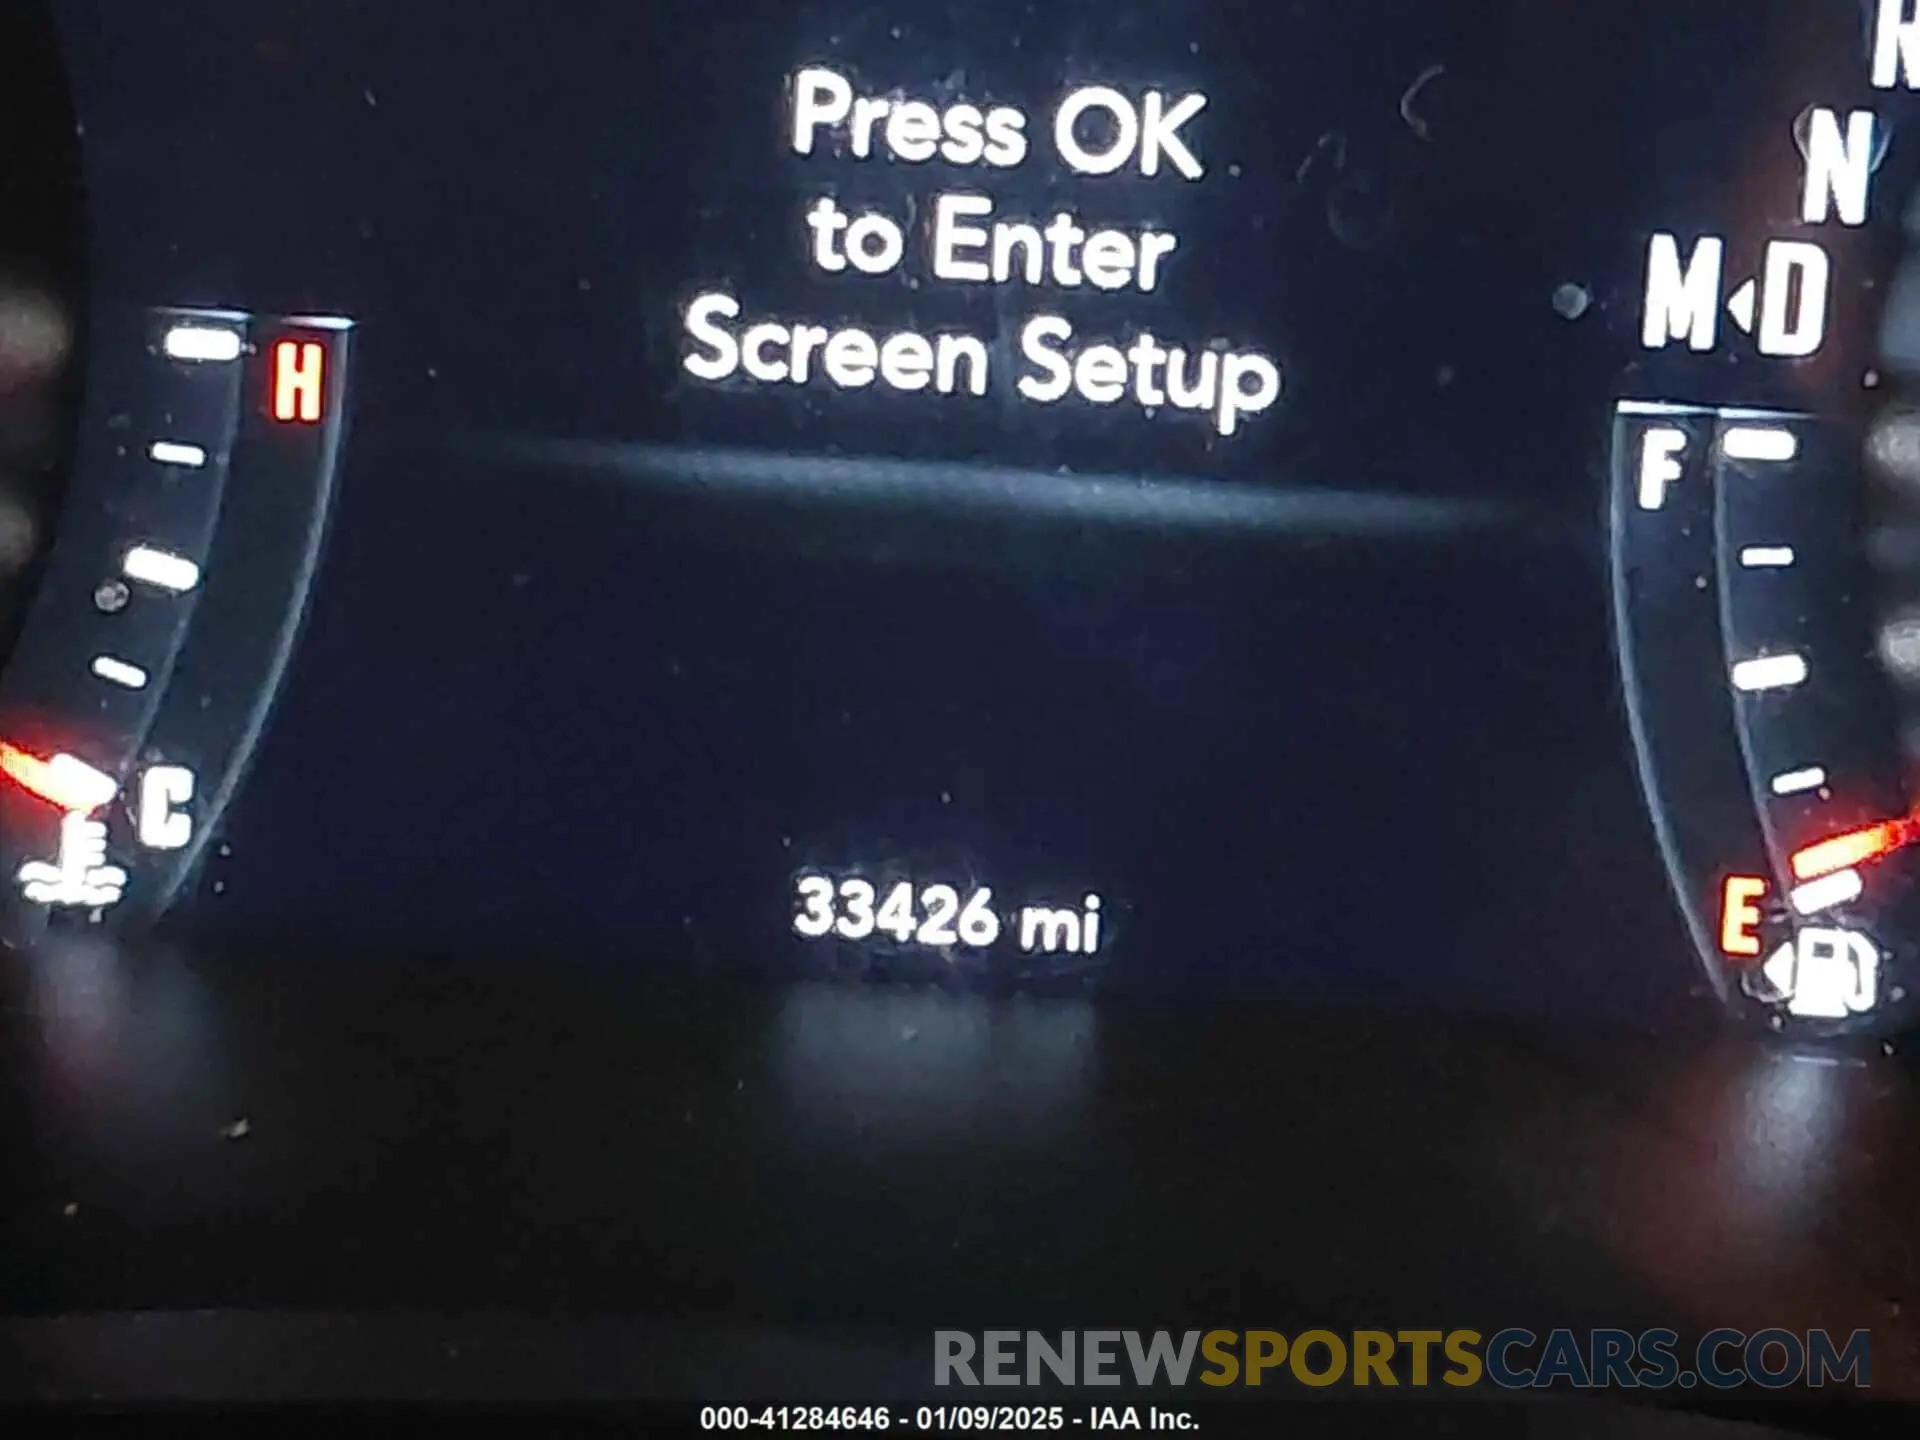 R
N
Press OK
to Enter
Screen Setup
M D
H
F
C
E
33426 mi
RENEWSPORTSCARS.COM
000-41284646 - 01/09/2025 - IAA Inc.